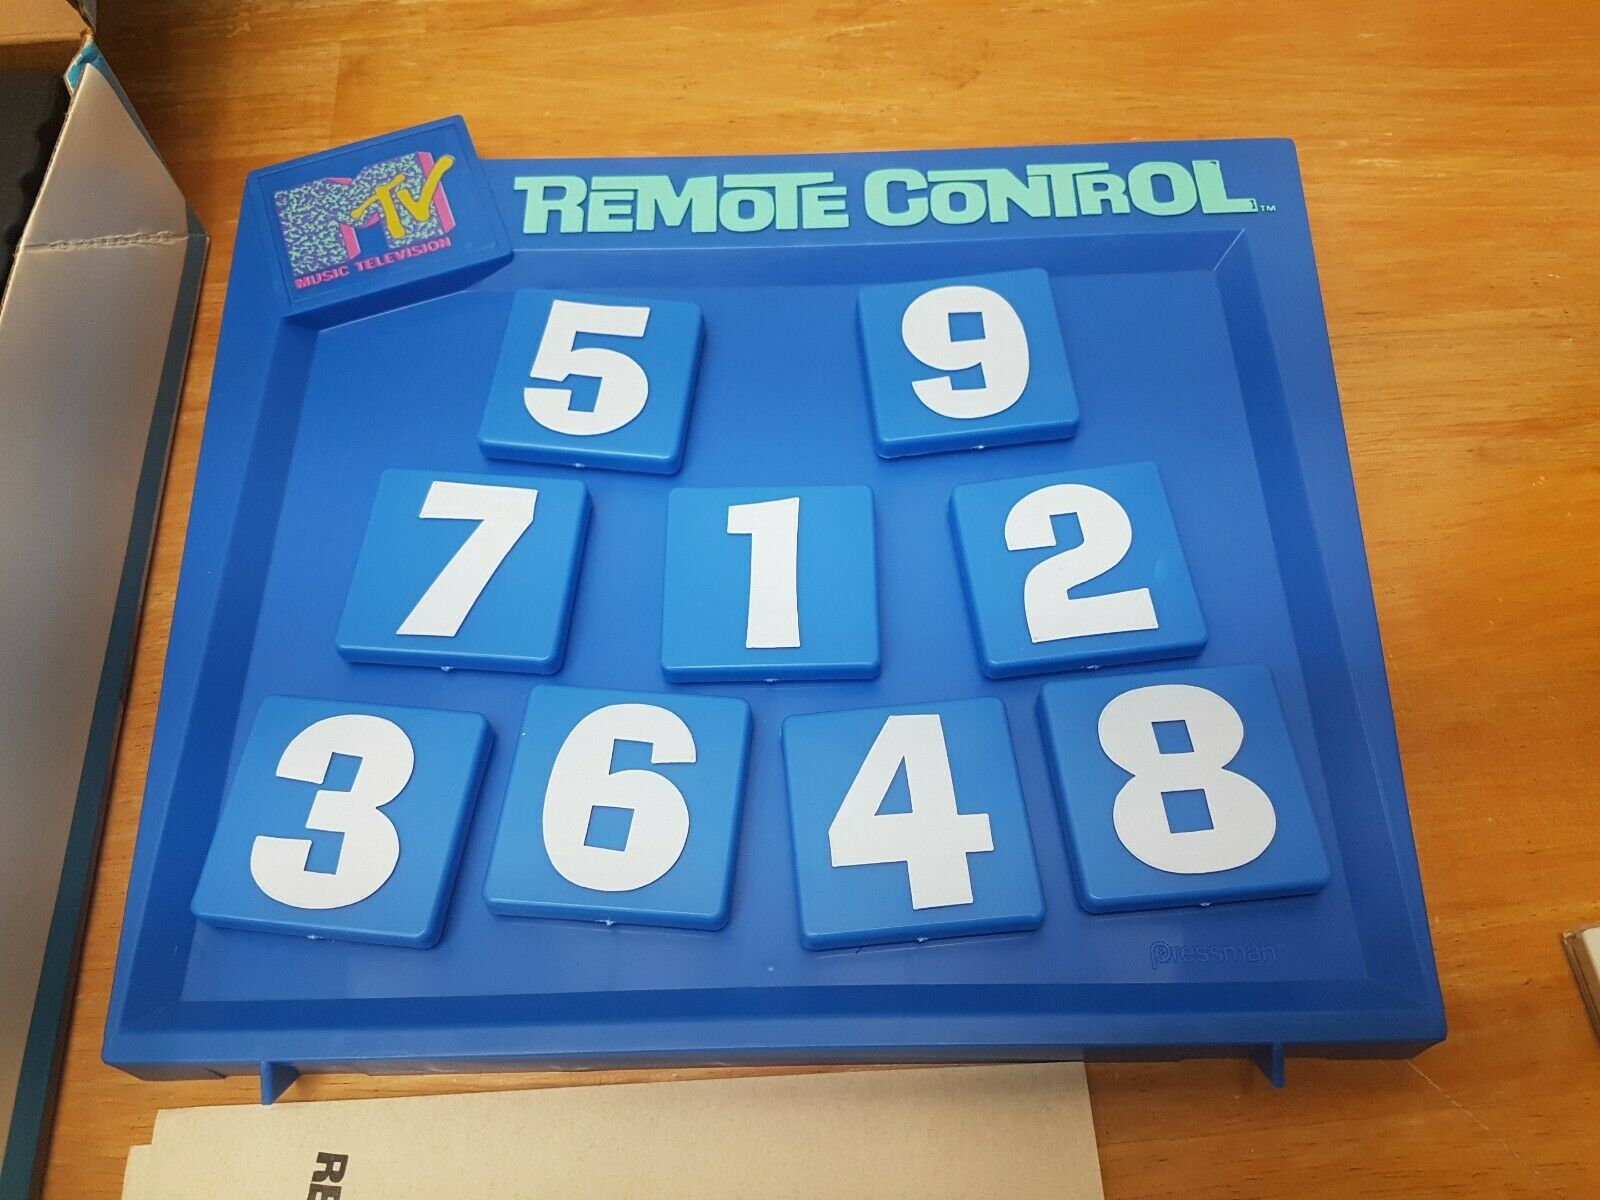 MTV
MUSIC TELEVISION
REMOTE CONTROL™
5 9
7 1 2
3 6 4 8
pressman
RE